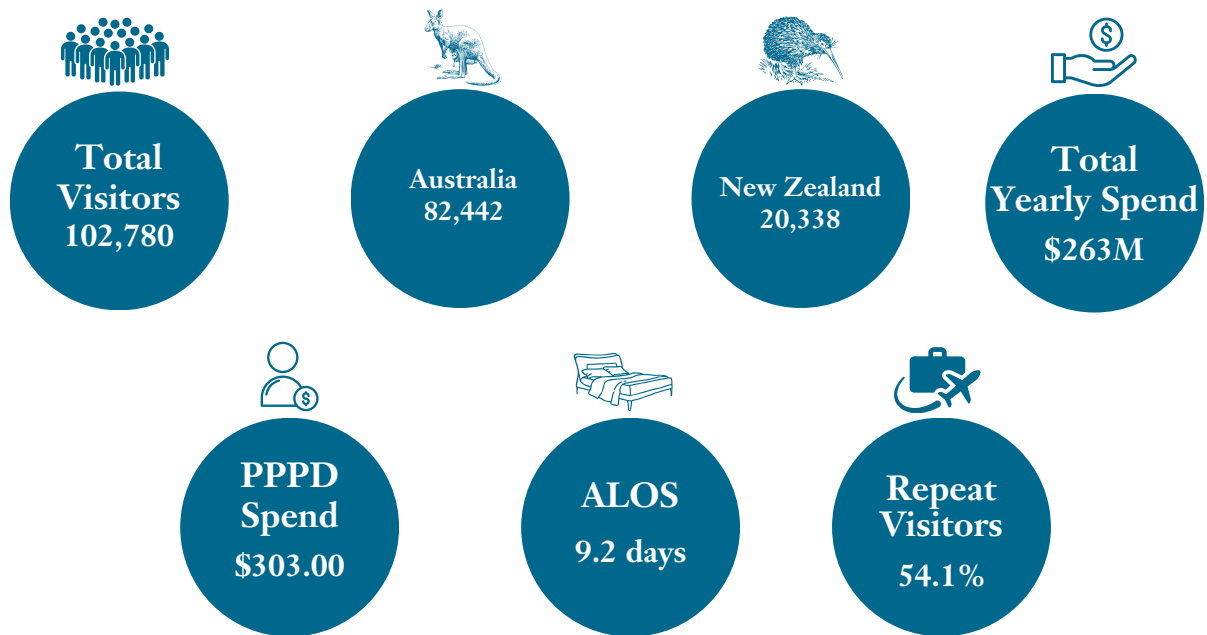 Total
Visitors
102,780
Australia
82,442
New Zealand
20,338
$
Total
Yearly Spend
$263M
$
PPPD
Spend
$303.00
ALOS
9.2 days
Repeat
Visitors
54.1%